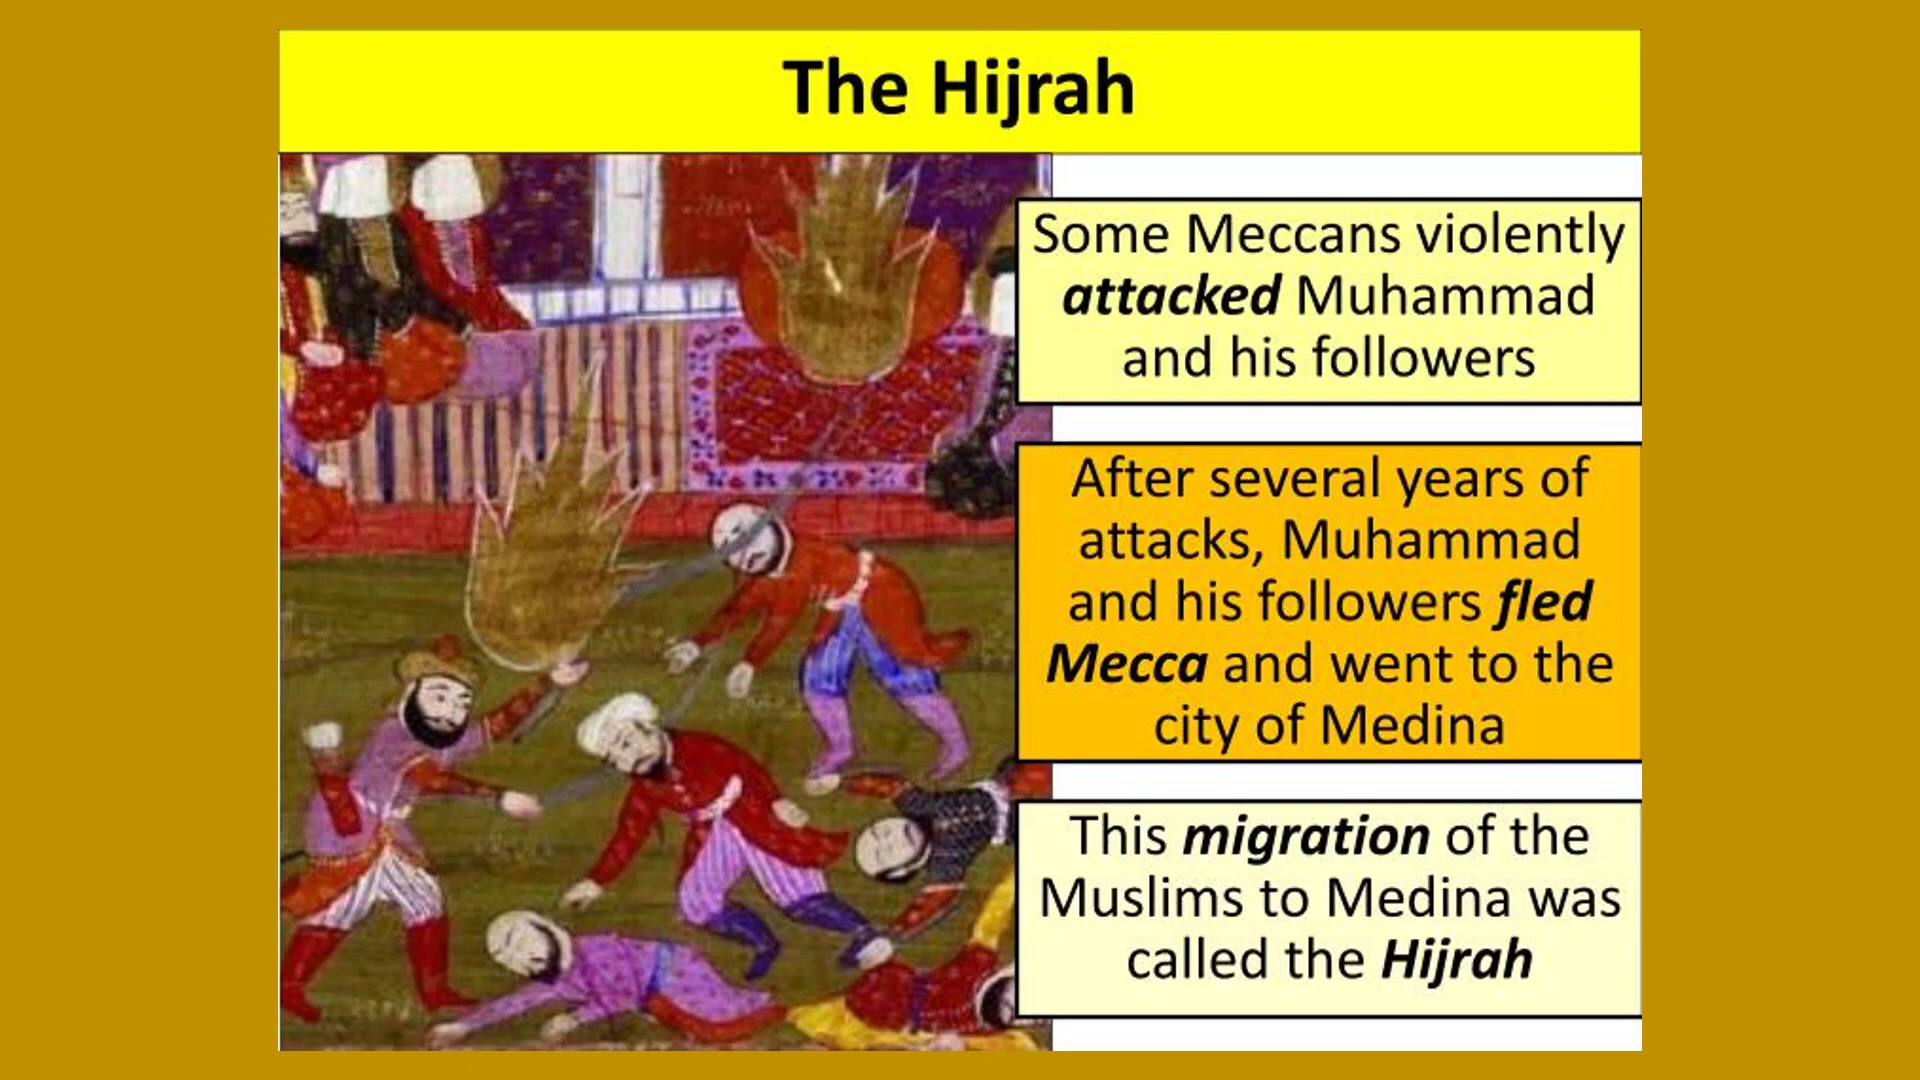 The Hijrah
Some Meccans violently
attacked Muhammad
and his followers
After several years of
attacks, Muhammad
and his followers fled
Mecca and went to the
city of Medina
This migration of the
Muslims to Medina was
called the Hijrah